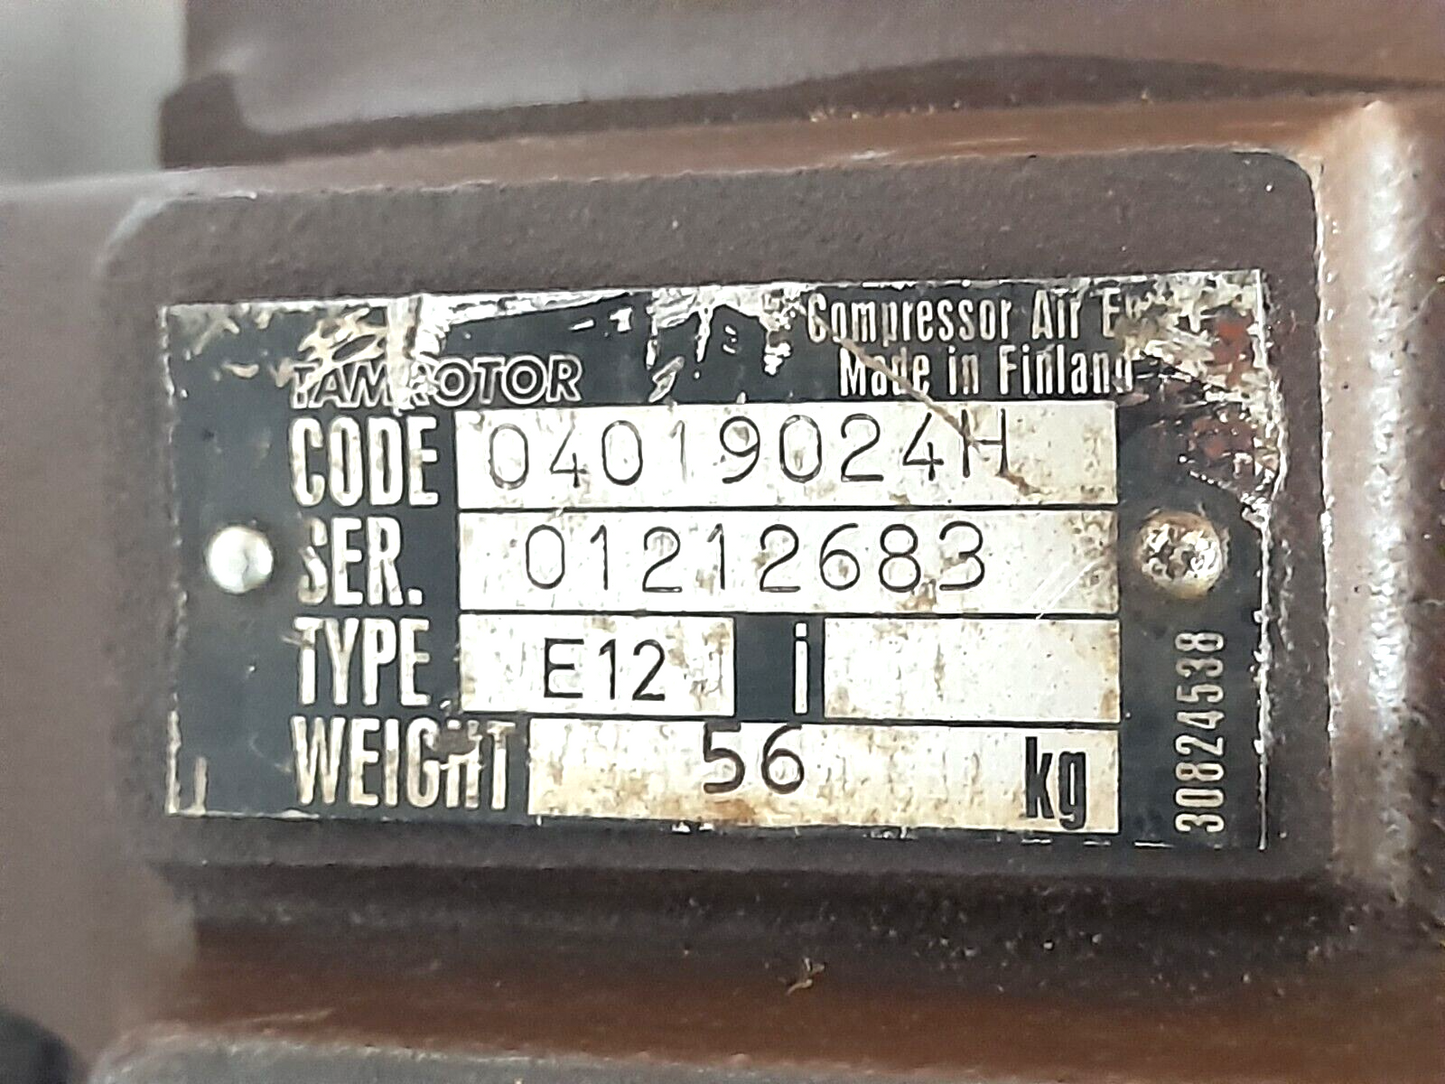 Compressor Air
Made in Finland
TAMROTOR
CODE 04019024H
SER. 01212683
TYPE E12 i
WEIGHT 56 kg
30824538